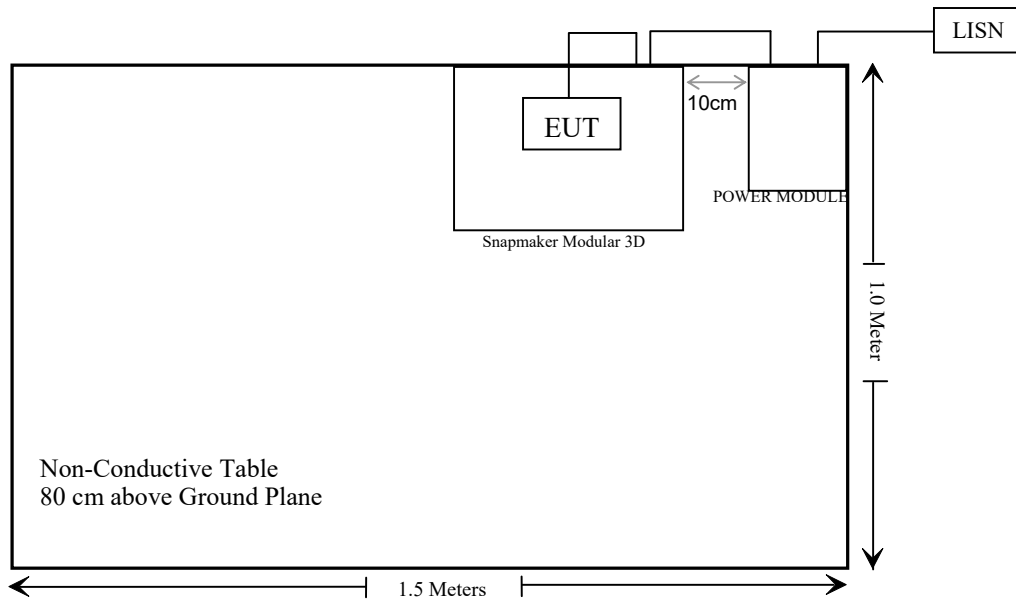 LISN
10cm
EUT
POWER MODULE
Snapmaker Modular 3D
1.0 Meter
Non-Conductive Table
80 cm above Ground Plane
1.5 Meters